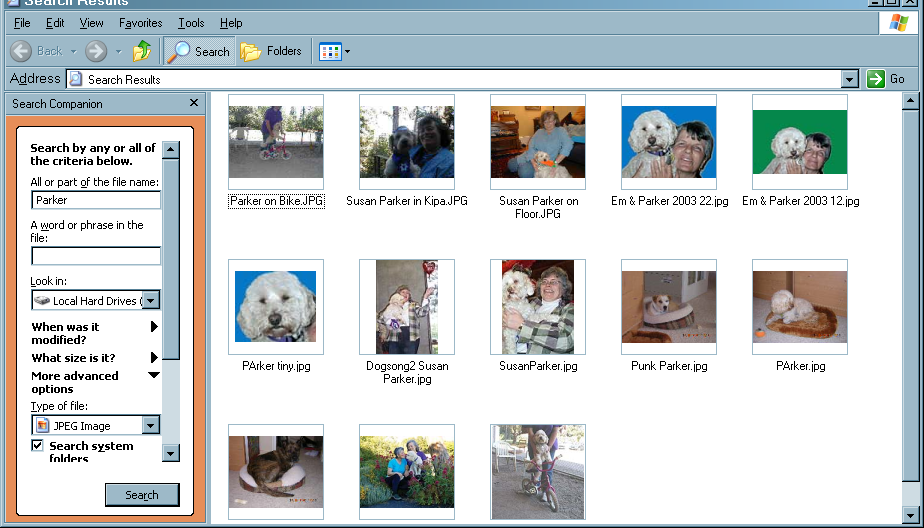 Search Results
File Edit View Favorites Tools Help
Back Search Folders
Address Search Results Go
Search Companion
Search by any or all of
the criteria below.
All or part of the file name:
Parker
A word or phrase in the
file:
Look in:
Local Hard Drives (
When was it
modified?
What size is it?
More advanced
options
Type of file:
JPEG Image
Search system
folders
Search
Parker on Bike.JPG
Susan Parker in Kipa.JPG
Susan Parker on
Floor.JPG
Em & Parker 2003 22.jpg
Em & Parker 2003 12.jpg
PArker tiny.jpg
Dogsong2 Susan
Parker.jpg
SusanParker.jpg
Punk Parker.jpg
PArker.jpg